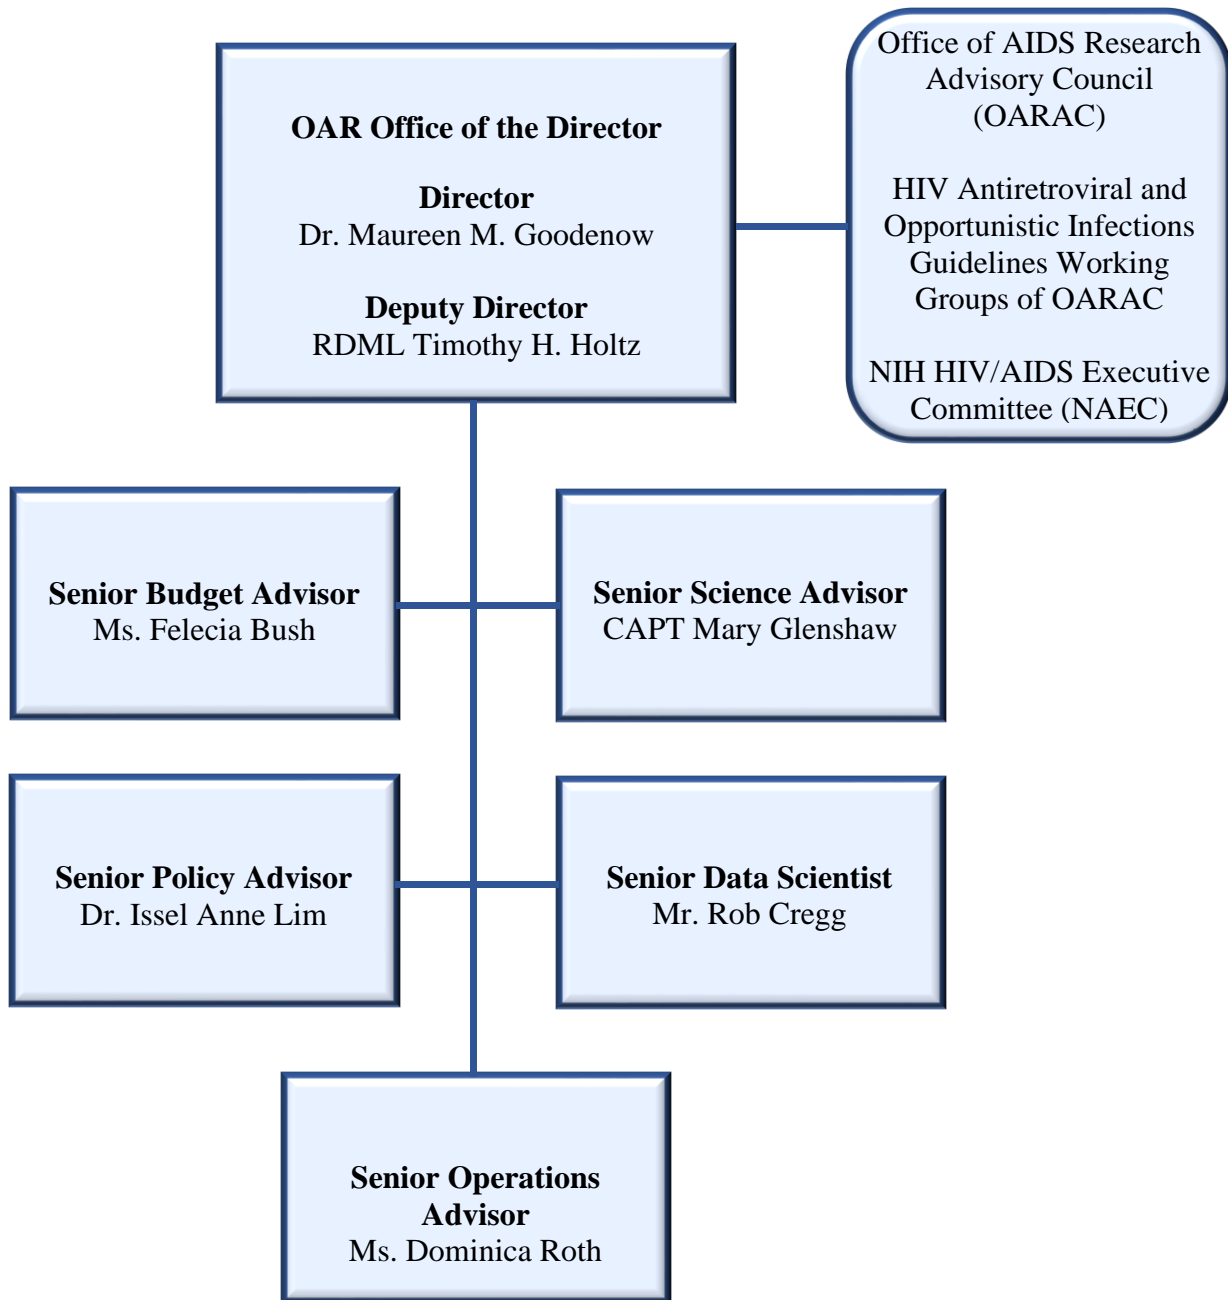 OAR Office of the Director
Director
Dr. Maureen M. Goodenow
Deputy Director
RDML Timothy H. Holtz
Office of AIDS Research
Advisory Council
(OARAC)
HIV Antiretroviral and
Opportunistic Infections
Guidelines Working
Groups of OARAC
NIH HIV/AIDS Executive
Committee (NAEC)
Senior Budget Advisor
Ms. Felecia Bush
Senior Science Advisor
CAPT Mary Glenshaw
Senior Policy Advisor
Dr. Issel Anne Lim
Senior Data Scientist
Mr. Rob Cregg
Senior Operations
Advisor
Ms. Dominica Roth